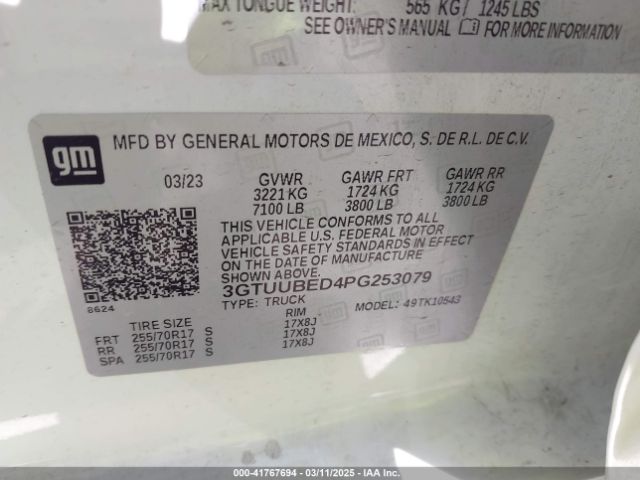 MAX TONGUE WEIGHT: 565 KG / 1245 LBS
SEE OWNER'S MANUAL FOR MORE INFORMATION
gm
MFD BY GENERAL MOTORS DE MEXICO, S. DE R.L. DE C.V.
03/23 GVWR GAWR FRT GAWR RR
3221 KG 1724 KG 1724 KG
7100 LB 3800 LB 3800 LB
THIS VEHICLE CONFORMS TO ALL
APPLICABLE U.S. FEDERAL MOTOR
VEHICLE SAFETY STANDARDS IN EFFECT
ON THE DATE OF MANUFACTURE
SHOWN ABOVE.
3GTUUBED4PG253079
TYPE: TRUCK MODEL: 49TK10543
8624
TIRE SIZE RIM
FRT 255/70R17 S 17X8J
RR 255/70R17 S 17X8J
SPA 255/70R17 S 17X8J
000-41767694 - 03/11/2025 - IAA Inc.